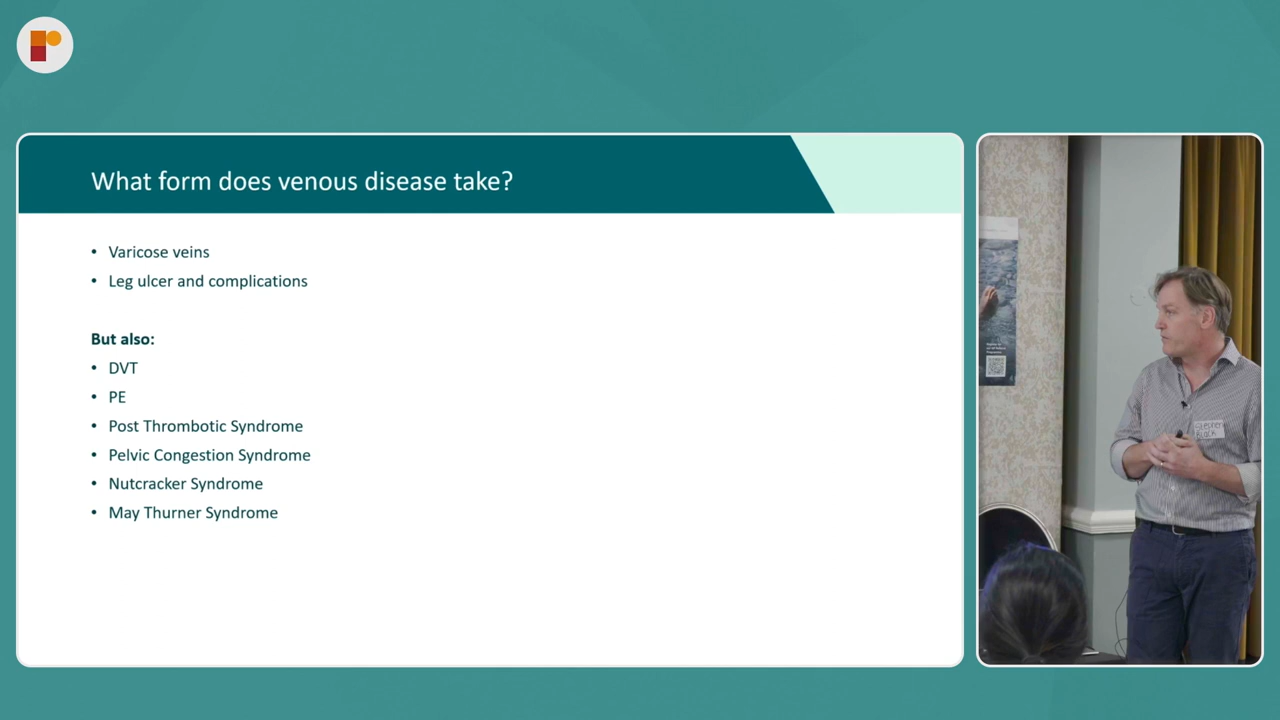 What form does venous disease take?
• Varicose veins
• Leg ulcer and complications
But also:
• DVT
• PE
• Post Thrombotic Syndrome
• Pelvic Congestion Syndrome
• Nutcracker Syndrome
• May Thurner Syndrome